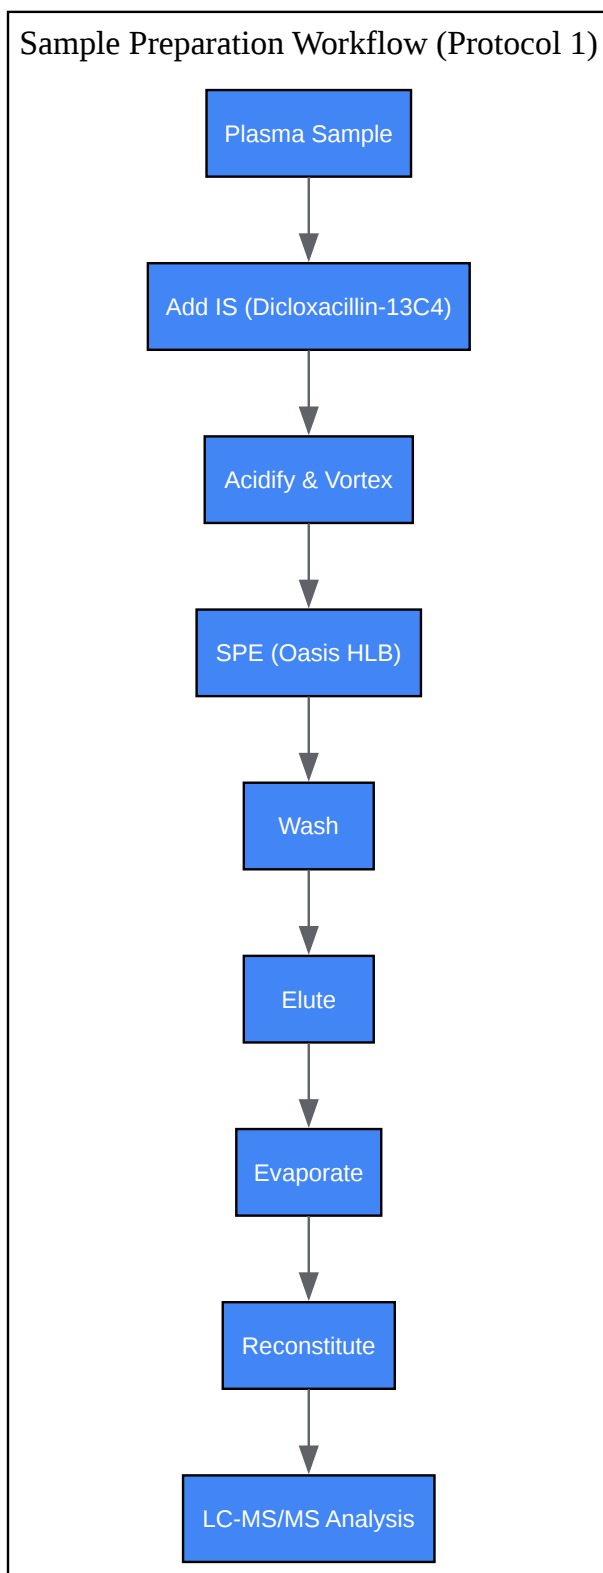 Sample Preparation Workflow (Protocol 1)
Plasma Sample
Add IS (Dicloxacillin-13C4)
Acidify & Vortex
SPE (Oasis HLB)
Wash
Elute
Evaporate
Reconstitute
LC-MS/MS Analysis